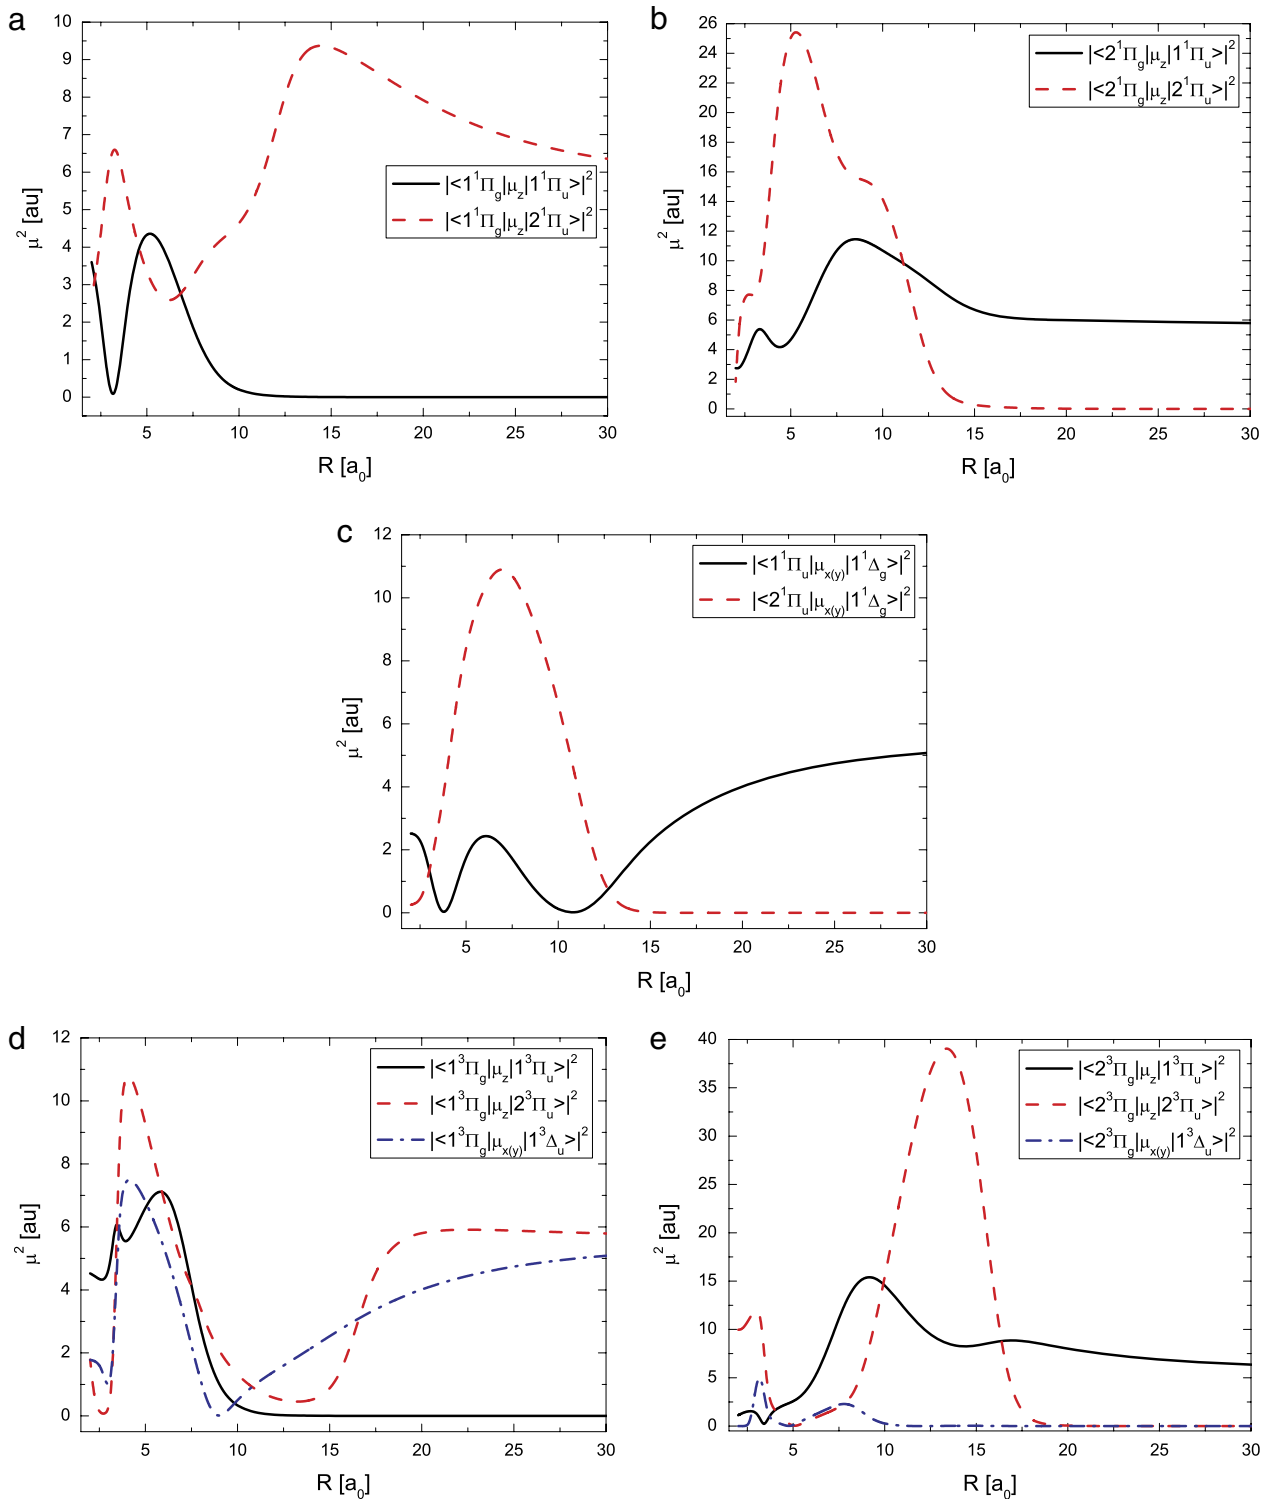 a
10
9
8
7
6
5
4
3
2
1
0
μ² [au]
|<1¹Πg|μz|1¹Πu>|²
|<1¹Πg|μz|2¹Πu>|²
5 10 15 20 25 30
R [a₀]
b
26
24
22
20
18
16
14
12
10
8
6
4
2
0
μ² [au]
|<2¹Πg|μz|1¹Πu>|²
|<2¹Πg|μz|2¹Πu>|²
5 10 15 20 25 30
R [a₀]
c
12
10
8
6
4
2
0
μ² [au]
|<1¹Πu|μx(y)|1¹Δg>|²
|<2¹Πu|μx(y)|1¹Δg>|²
5 10 15 20 25 30
R [a₀]
d
12
10
8
6
4
2
0
μ² [au]
|<1³Πg|μz|1³Πu>|²
|<1³Πg|μz|2³Πu>|²
|<1³Πg|μx(y)|1³Δu>|²
5 10 15 20 25 30
R [a₀]
e
40
35
30
25
20
15
10
5
0
μ² [au]
|<2³Πg|μz|1³Πu>|²
|<2³Πg|μz|2³Πu>|²
|<2³Πg|μx(y)|1³Δu>|²
5 10 15 20 25 30
R [a₀]